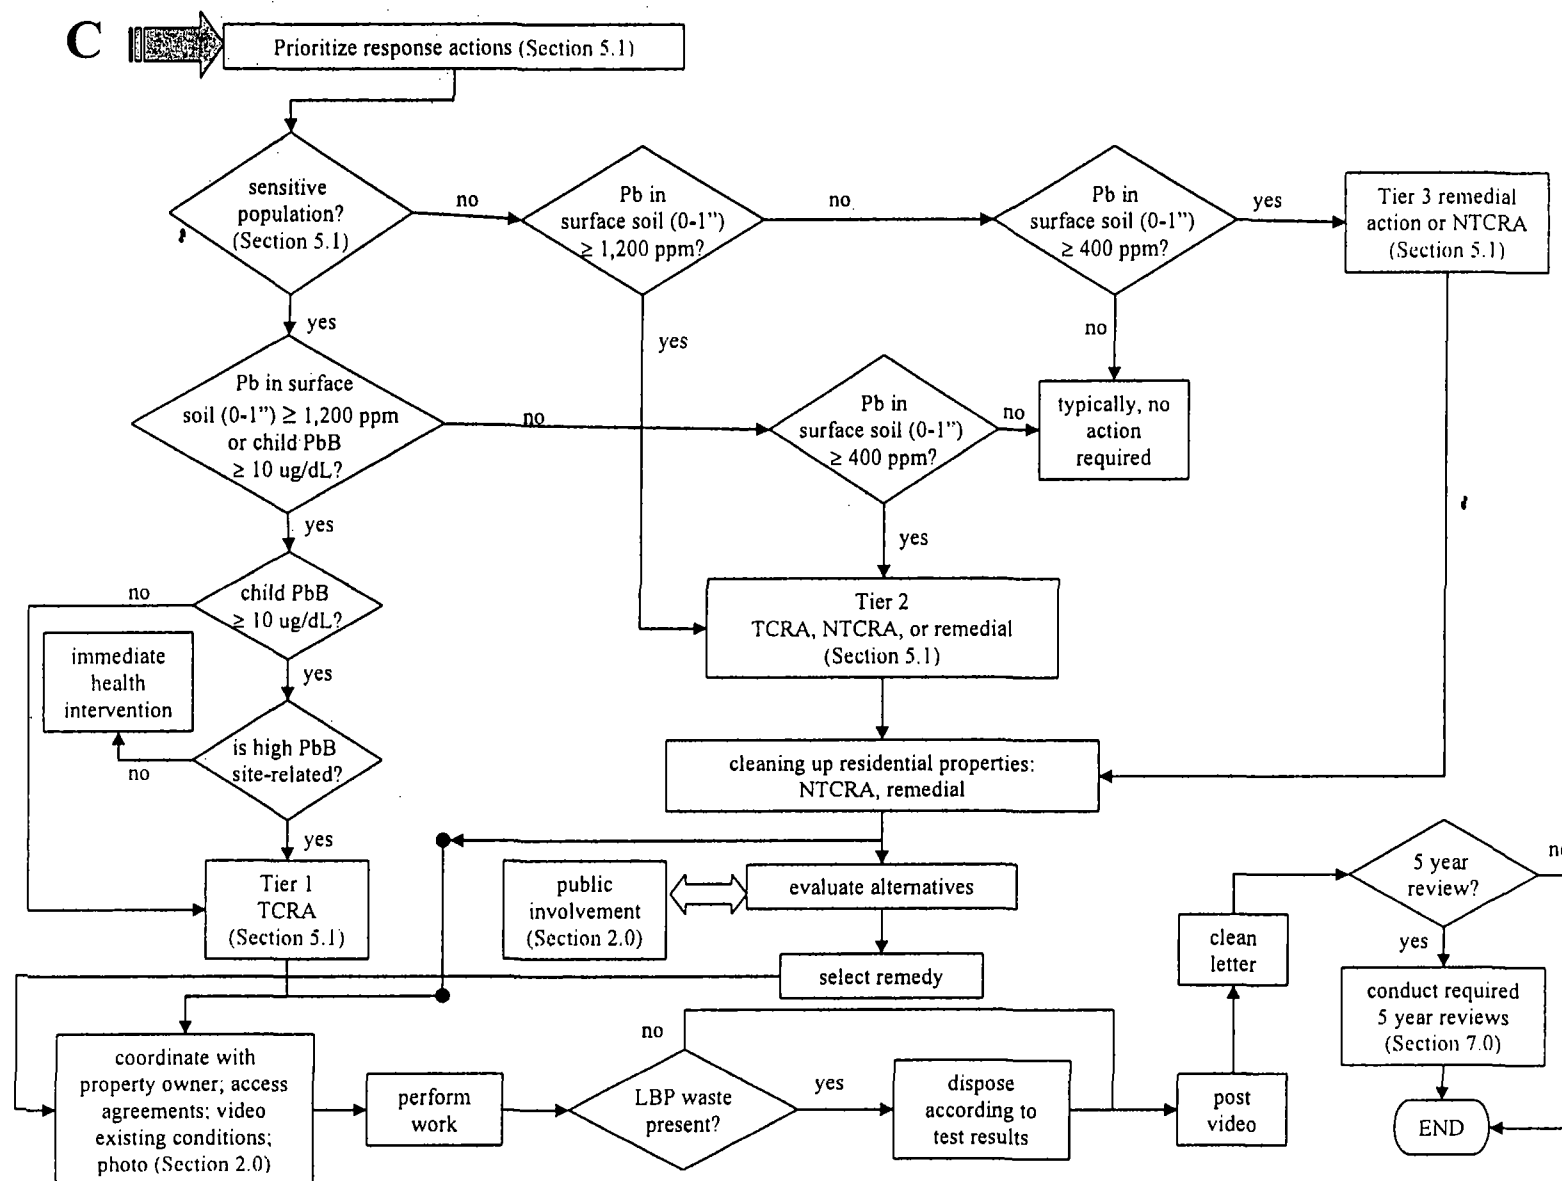 C
Prioritize response actions (Section 5.1)
sensitive
population?
(Section 5.1)
no
Pb in
surface soil (0-1”)
≥ 1,200 ppm?
no
Pb in
surface soil (0-1”)
≥ 400 ppm?
yes
Tier 3 remedial
action or NTCRA
(Section 5.1)
yes
yes
no
Pb in surface
soil (0-1”) ≥ 1,200 ppm
or child PbB
≥ 10 ug/dL?
no
Pb in
surface soil (0-1”)
≥ 400 ppm?
no
typically, no
action
required
yes
yes
no
child PbB
≥ 10 ug/dL?
Tier 2
TCRA, NTCRA, or remedial
(Section 5.1)
immediate
health
intervention
yes
is high PbB
site-related?
no
cleaning up residential properties:
NTCRA, remedial
yes
Tier 1
TCRA
(Section 5.1)
public
involvement
(Section 2.0)
evaluate alternatives
select remedy
5 year
review?
no
yes
clean
letter
conduct required
5 year reviews
(Section 7.0)
coordinate with
property owner; access
agreements; video
existing conditions;
photo (Section 2.0)
perform
work
no
LBP waste
present?
yes
dispose
according to
test results
post
video
END